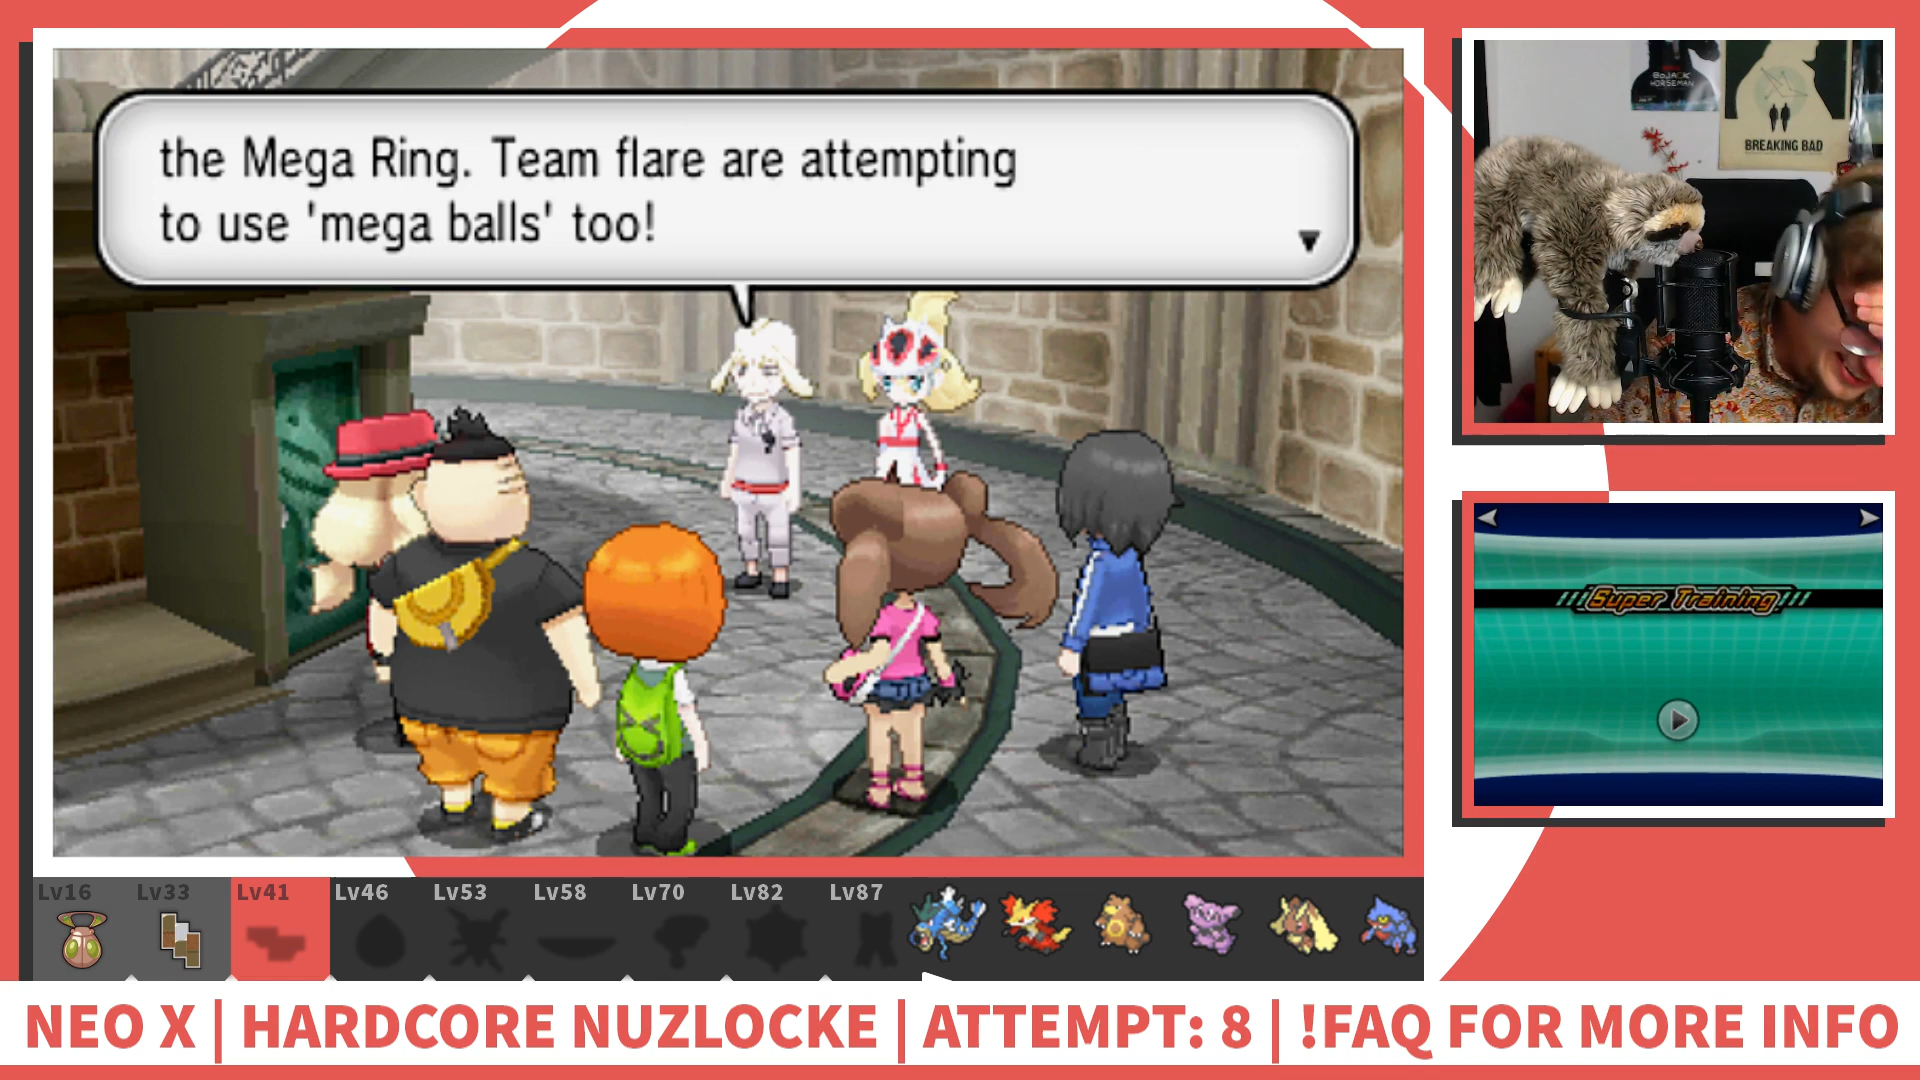 the Mega Ring. Team flare are attempting
to use 'mega balls' too!
BOJACK
HORSEMAN
BREAKING BAD
Super Training
Lv16 Lv33 Lv41 Lv46 Lv53 Lv58 Lv70 Lv82 Lv87
NEO X | HARDCORE NUZLOCKE | ATTEMPT: 8 | !FAQ FOR MORE INFO